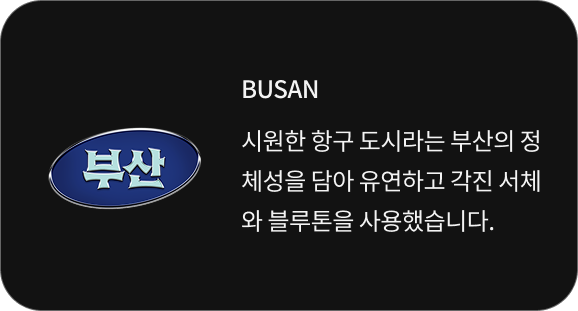 부산
BUSAN
시원한 항구 도시라는 부산의 정
체성을 담아 유연하고 각진 서체
와 블루톤을 사용했습니다.